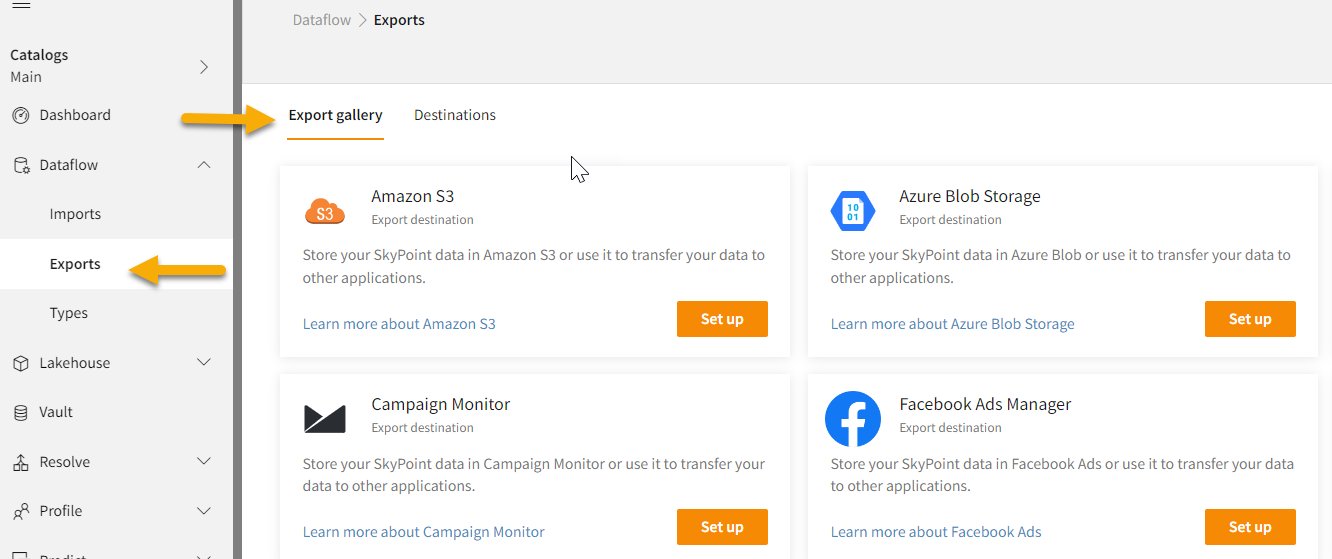 Dataflow > Exports
Catalogs
Main
Dashboard
Dataflow
Imports
Exports
Types
Lakehouse
Vault
Resolve
Profile
Predict
Export gallery
Destinations
S3
Amazon S3
Export destination
Store your SkyPoint data in Amazon S3 or use it to transfer your data to
other applications.
Learn more about Amazon S3
Set up
10
01
Azure Blob Storage
Export destination
Store your SkyPoint data in Azure Blob or use it to transfer your data to
other applications.
Learn more about Azure Blob Storage
Set up
Campaign Monitor
Export destination
Store your SkyPoint data in Campaign Monitor or use it to transfer your
data to other applications.
Learn more about Campaign Monitor
Set up
Facebook Ads Manager
Export destination
Store your SkyPoint data in Facebook Ads or use it to transfer your data
to other applications.
Learn more about Facebook Ads
Set up